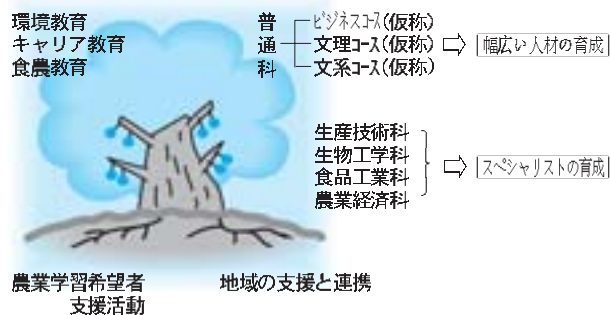 環境教育
キャリア教育
食農教育
普通科
ビジネスコース(仮称)
文理コース(仮称)
文系コース(仮称)
幅広い人材の育成
生産技術科
生物工学科
食品工業科
農業経済科
スペシャリストの育成
農業学習希望者
支援活動
地域の支援と連携